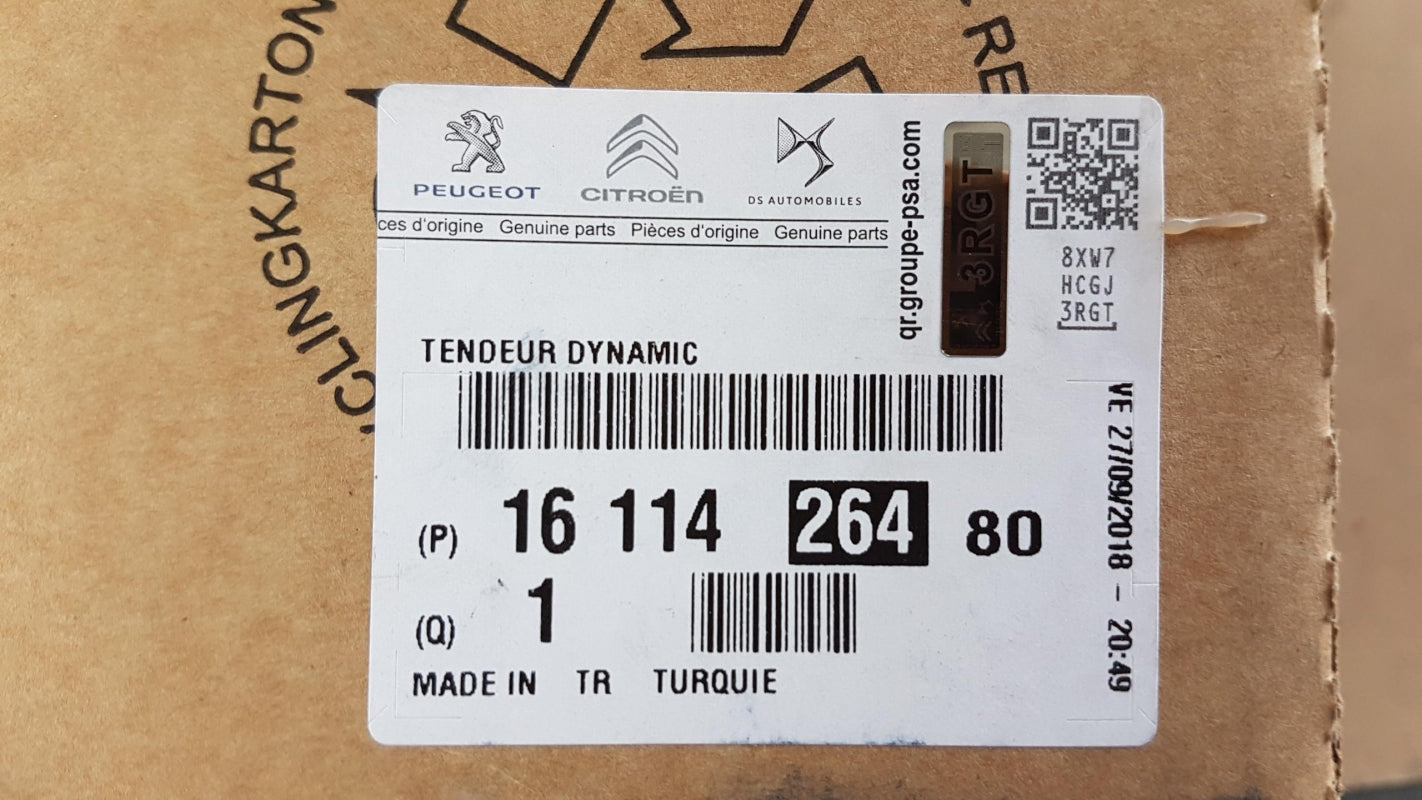 CLINGKARTON
RE
PEUGEOT
CITROËN
DS AUTOMOBILES
ces d'origine Genuine parts Pièces d'origine Genuine parts
qr.groupe-psa.com
3RGT
8XW7
HCGJ
3RGT
TENDEUR DYNAMIC
(P) 16 114 264 80
(Q) 1
MADE IN TR TURQUIE
VE 27/09/2018 - 20:49